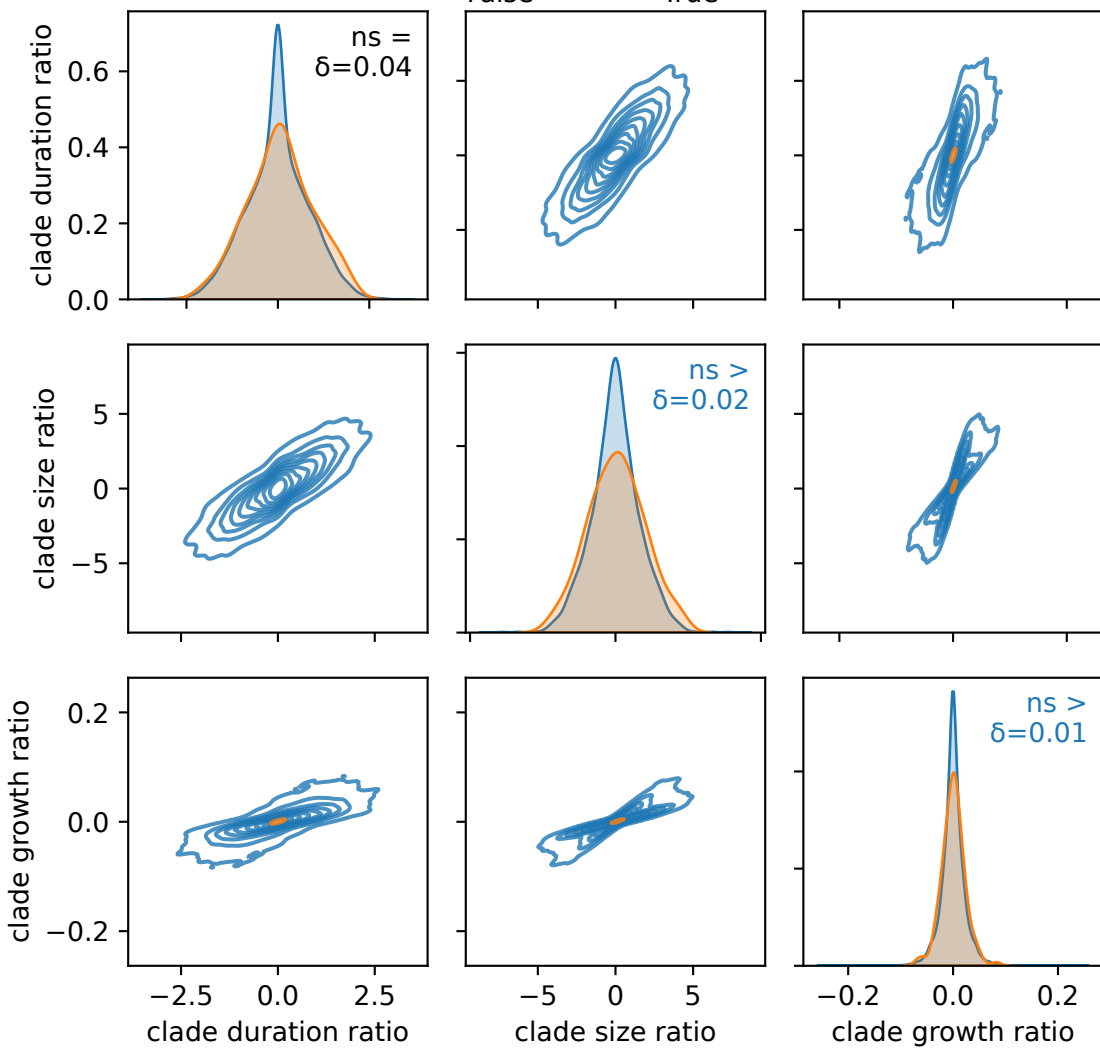 clade duration ratio
0.6
0.4
0.2
0.0
ns =
δ=0.04
clade size ratio
5
0
−5
ns >
δ=0.02
clade growth ratio
0.2
0.0
−0.2
ns >
δ=0.01
−2.5 0.0 2.5
−5 0 5
−0.2 0.0 0.2
clade duration ratio
clade size ratio
clade growth ratio